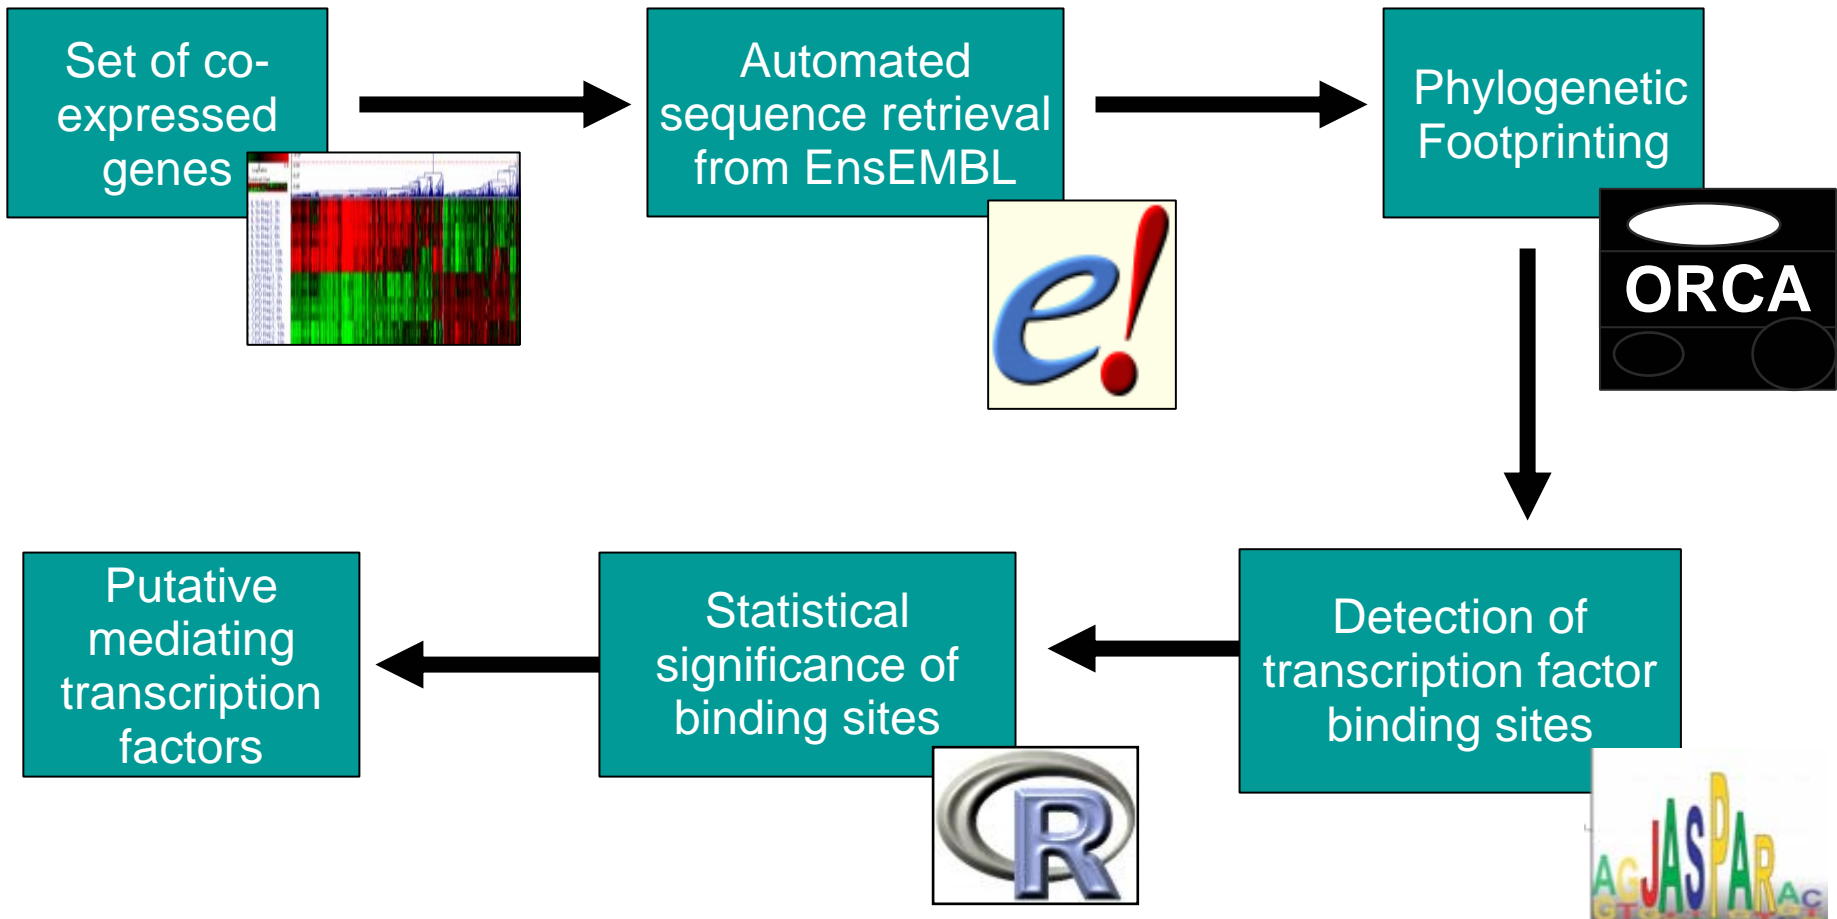 Set of co-
expressed
genes
Automated
sequence retrieval
from EnsEMBL
e!
Phylogenetic
Footprinting
ORCA
Detection of
transcription factor
binding sites
JASPAR
Statistical
significance of
binding sites
R
Putative
mediating
transcription
factors